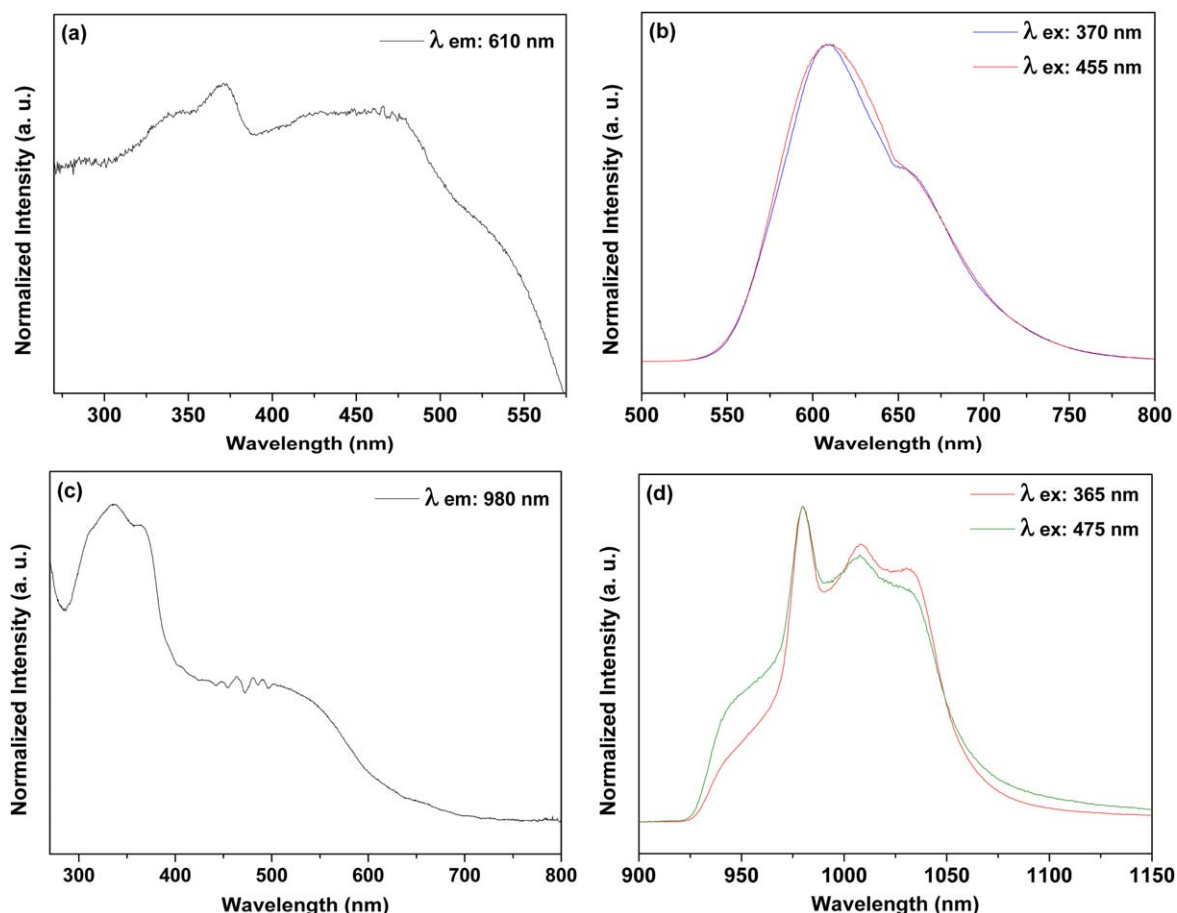 (a)
λ em: 610 nm
Normalized Intensity (a. u.)
300 350 400 450 500 550
Wavelength (nm)
(b)
λ ex: 370 nm
λ ex: 455 nm
Normalized Intensity (a. u.)
500 550 600 650 700 750 800
Wavelength (nm)
(c)
λ em: 980 nm
Normalized Intensity (a. u.)
300 400 500 600 700 800
Wavelength (nm)
(d)
λ ex: 365 nm
λ ex: 475 nm
Normalized Intensity (a. u.)
900 950 1000 1050 1100 1150
Wavelength (nm)